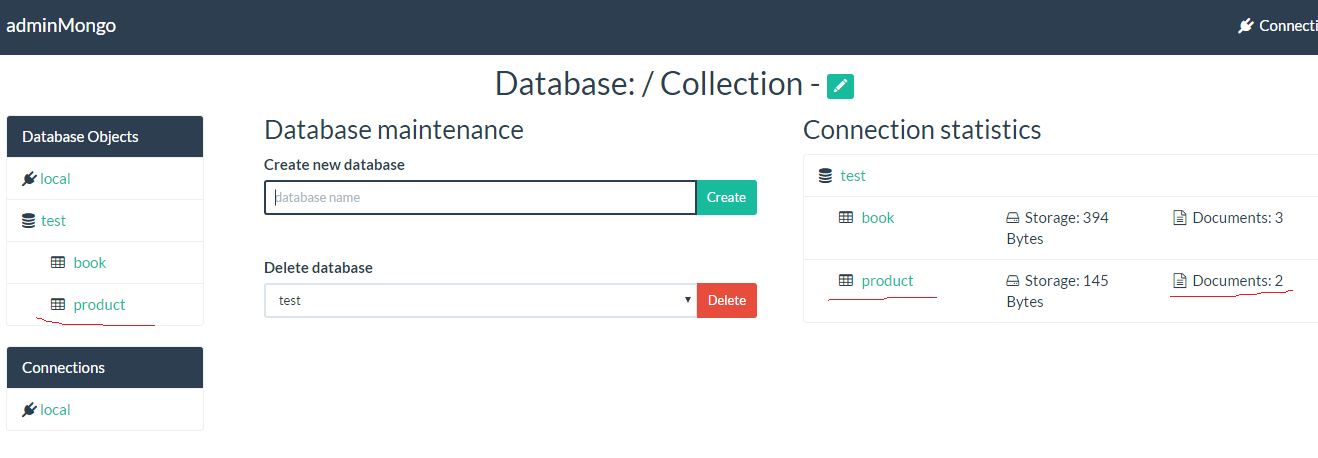 adminMongo
Connecti
Database: / Collection -
Database Objects
local
test
book
product
Connections
local
Database maintenance
Create new database
database name
Create
Delete database
test
Delete
Connection statistics
test
book
Storage: 394
Bytes
Documents: 3
product
Storage: 145
Bytes
Documents: 2